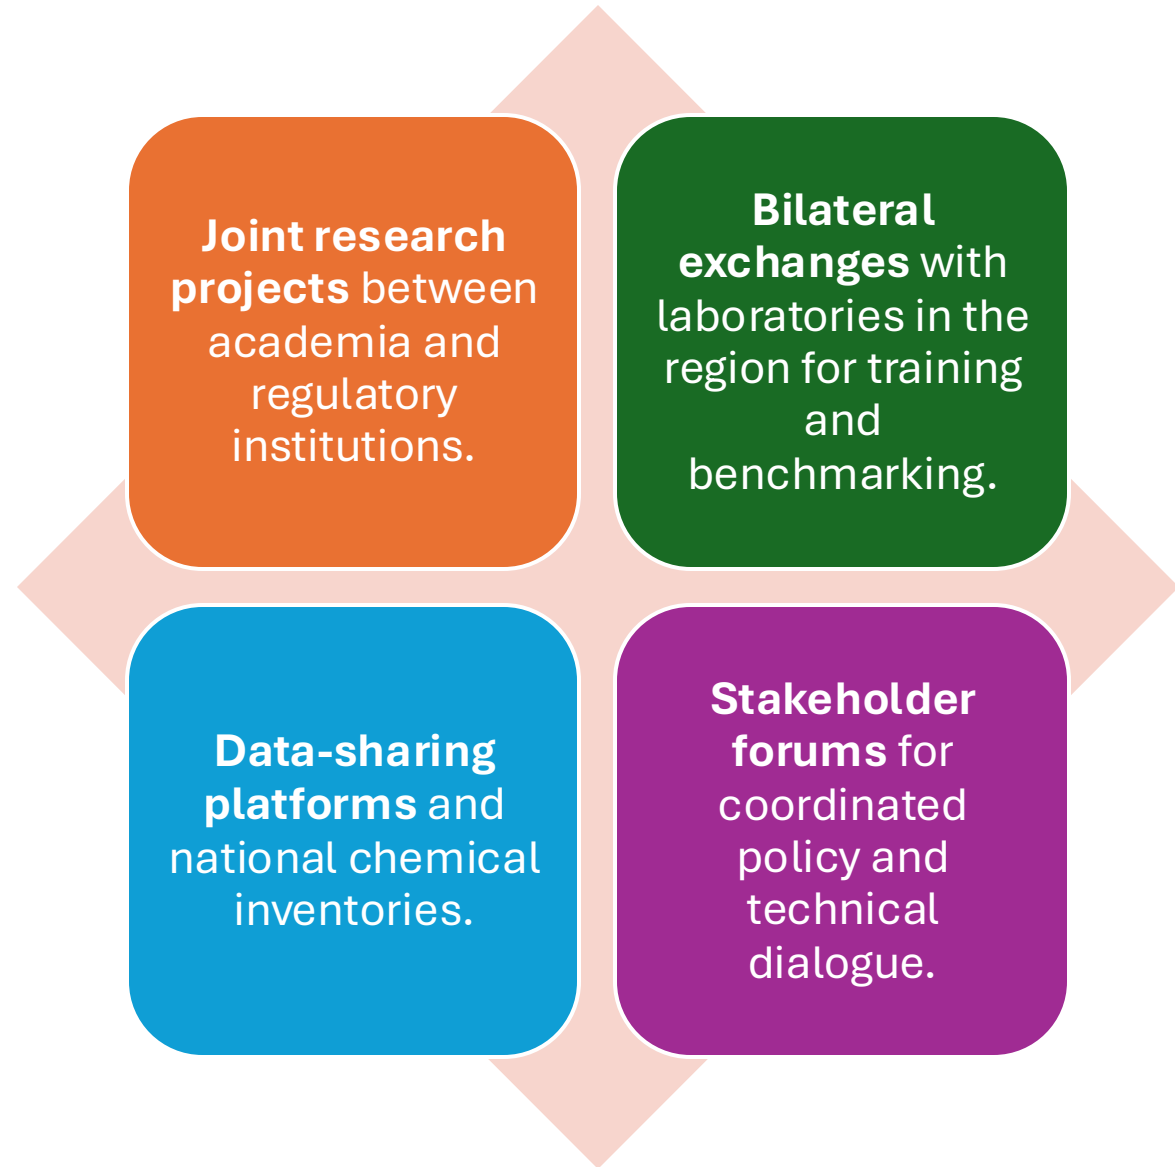 Joint research
projects between
academia and
regulatory
institutions.
Bilateral
exchanges with
laboratories in the
region for training
and
benchmarking.
Data-sharing
platforms and
national chemical
inventories.
Stakeholder
forums for
coordinated
policy and
technical
dialogue.